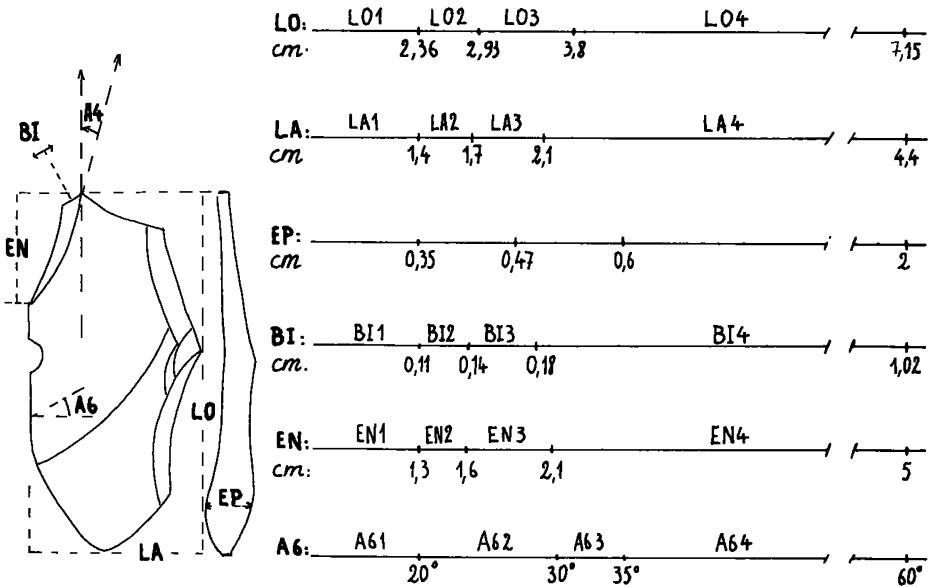 LO: LO1 LO2 LO3 LO4
cm. 2,36 2,93 3,8 7,15
A4
BI
LA: LA1 LA2 LA3 LA4
cm 1,4 1,7 2,1 4,4
EN
EP:
cm 0,35 0,47 0,6 2
BI: BI1 BI2 BI3 BI4
cm. 0,11 0,14 0,18 1,02
A6
LO
EN: EN1 EN2 EN3 EN4
cm: 1,3 1,6 2,1 5
EP
LA
A6: A61 A62 A63 A64
20° 30° 35° 60°